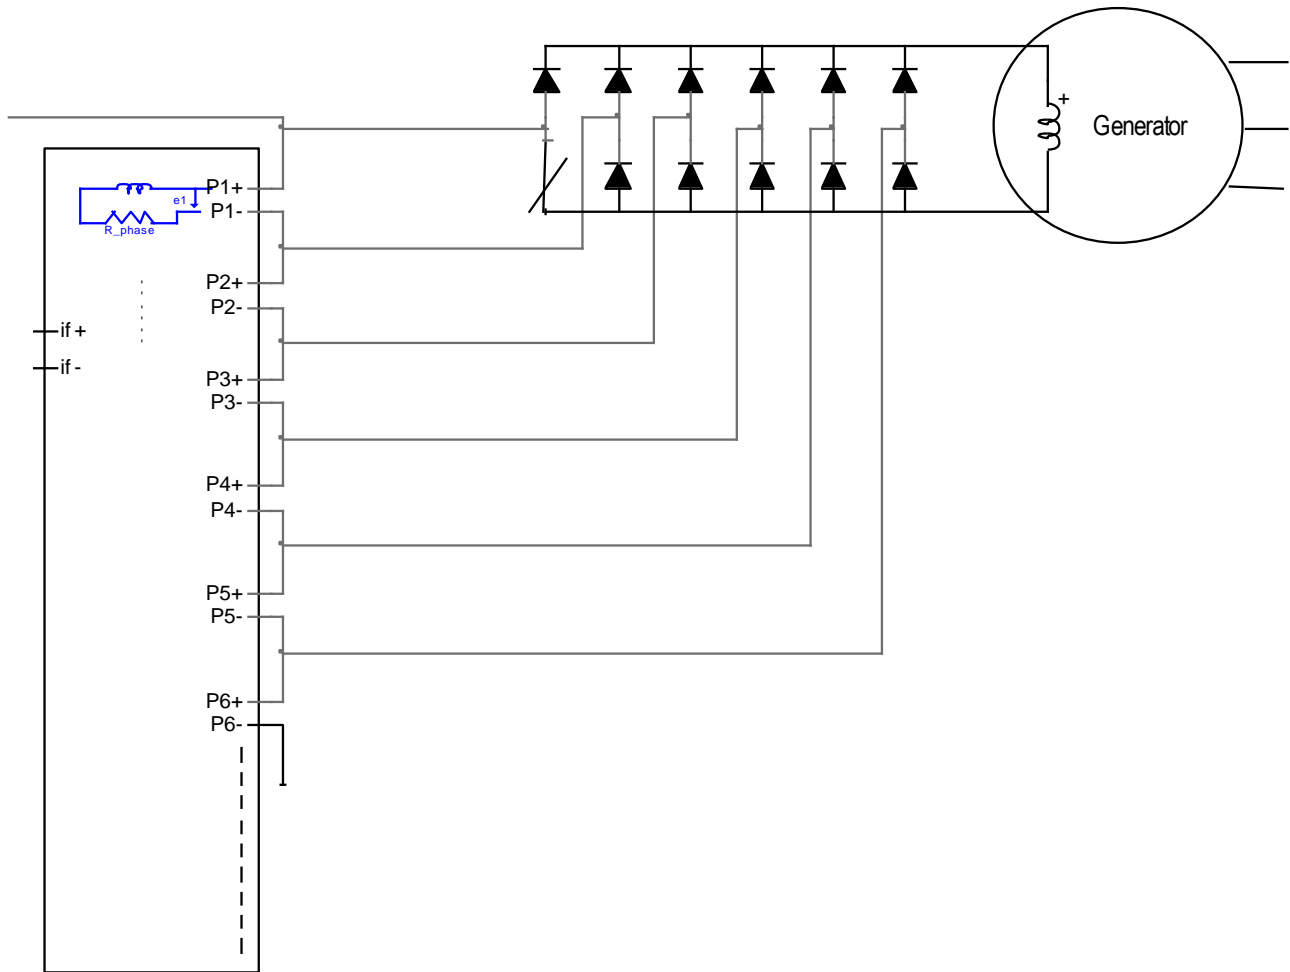 +
Generator
P1+
e1
P1-
R_phase
P2+
P2-
if +
if -
P3+
P3-
P4+
P4-
P5+
P5-
P6+
P6-